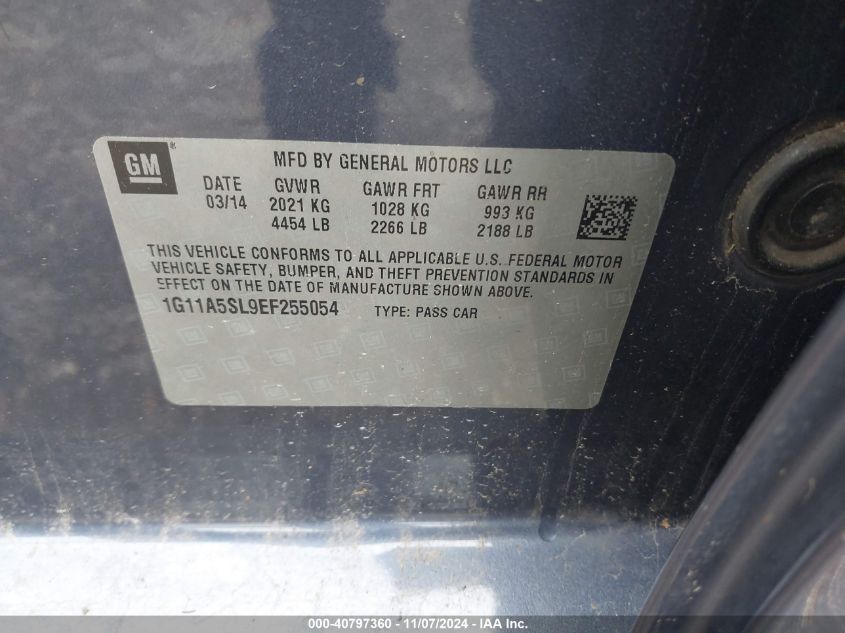 GM
MFD BY GENERAL MOTORS LLC
DATE GVWR GAWR FRT GAWR RR
03/14 2021 KG 1028 KG 993 KG
4454 LB 2266 LB 2188 LB
THIS VEHICLE CONFORMS TO ALL APPLICABLE U.S. FEDERAL MOTOR
VEHICLE SAFETY, BUMPER, AND THEFT PREVENTION STANDARDS IN
EFFECT ON THE DATE OF MANUFACTURE SHOWN ABOVE.
1G11A5SL9EF255054 TYPE: PASS CAR
000-40797360 - 11/07/2024 - IAA Inc.